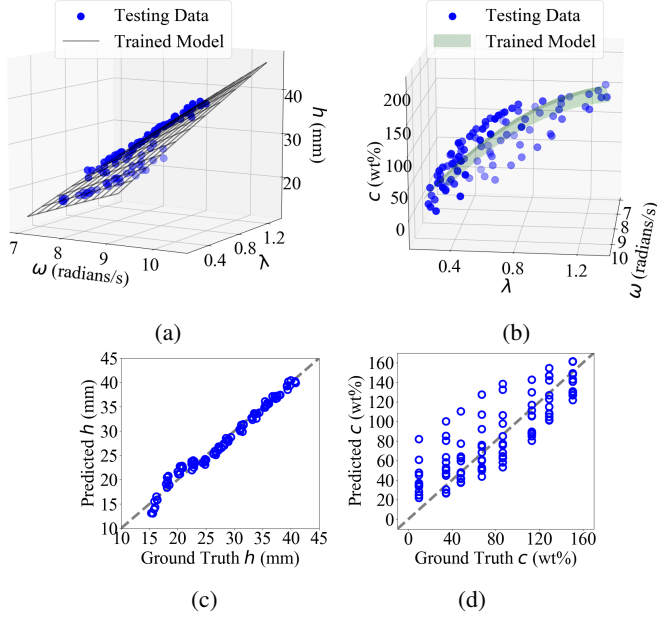 Testing Data
Trained Model
h (mm)
40
30
20
7
8
9
10
ω (radians/s)
0.4
0.8
1.2
λ
(a)
Testing Data
Trained Model
c (wt%)
200
150
100
50
0
0.4
0.8
1.2
λ
7
8
9
10
ω (radians/s)
(b)
45
40
35
30
25
20
15
10
Predicted h (mm)
10 15 20 25 30 35 40 45
Ground Truth h (mm)
(c)
160
140
120
100
80
60
40
20
0
Predicted c (wt%)
0 40 80 120 160
Ground Truth c (wt%)
(d)